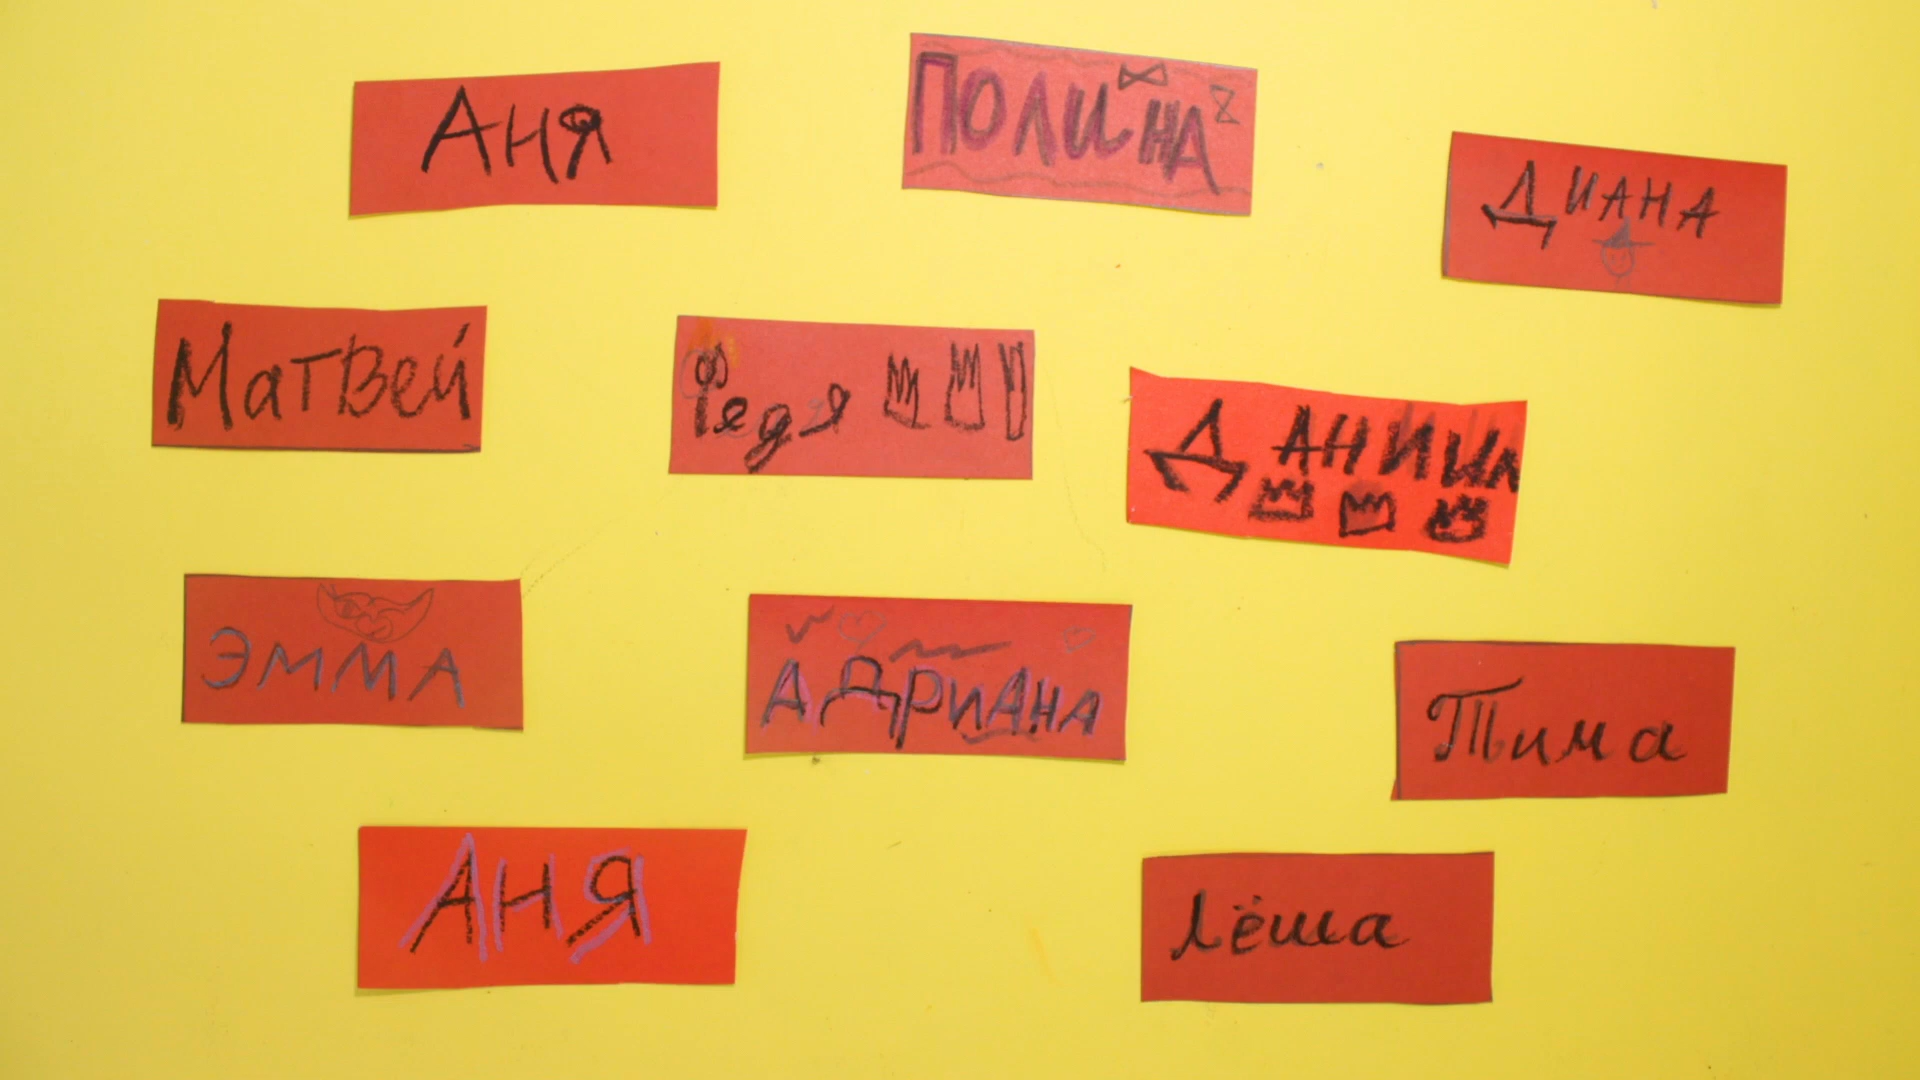 Аня
ПОЛИНА
ДИАНА
Матвей
Федя
ДАНИИЛ
ЭММА
АДРИАНА
Тима
Аня
Лёша